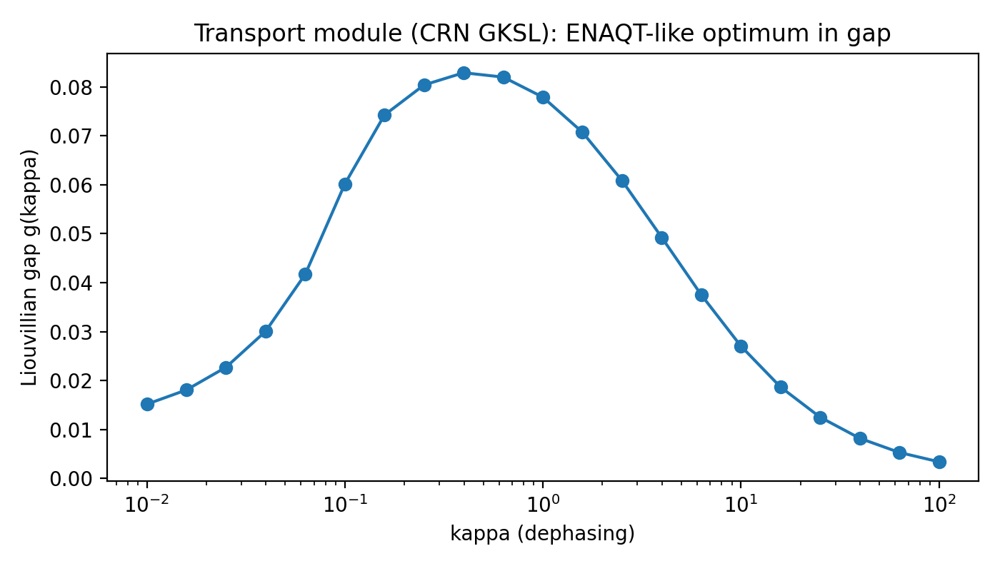 Transport module (CRN GKSL): ENAQT-like optimum in gap
Liouvillian gap g(kappa)
0.08
0.07
0.06
0.05
0.04
0.03
0.02
0.01
0.00
10⁻² 10⁻¹ 10⁰ 10¹ 10²
kappa (dephasing)